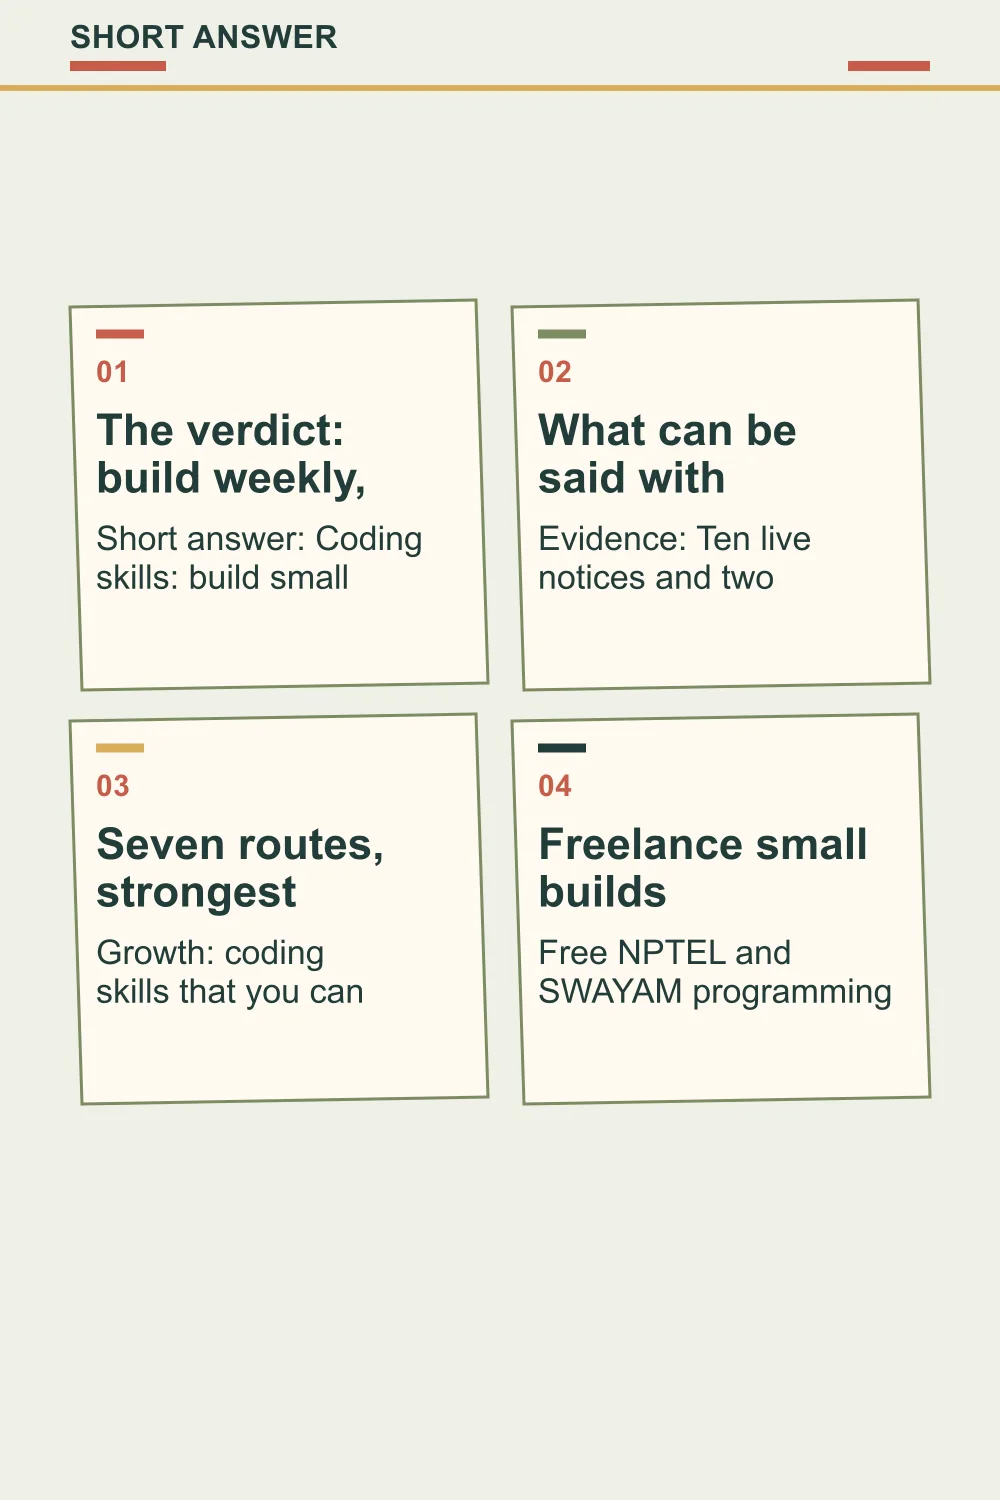 SHORT ANSWER
01
The verdict:
build weekly,
Short answer: Coding
skills: build small
02
What can be
said with
Evidence: Ten live
notices and two
03
Seven routes,
strongest
Growth: coding
skills that you can
04
Freelance small
builds
Free NPTEL and
SWAYAM programming